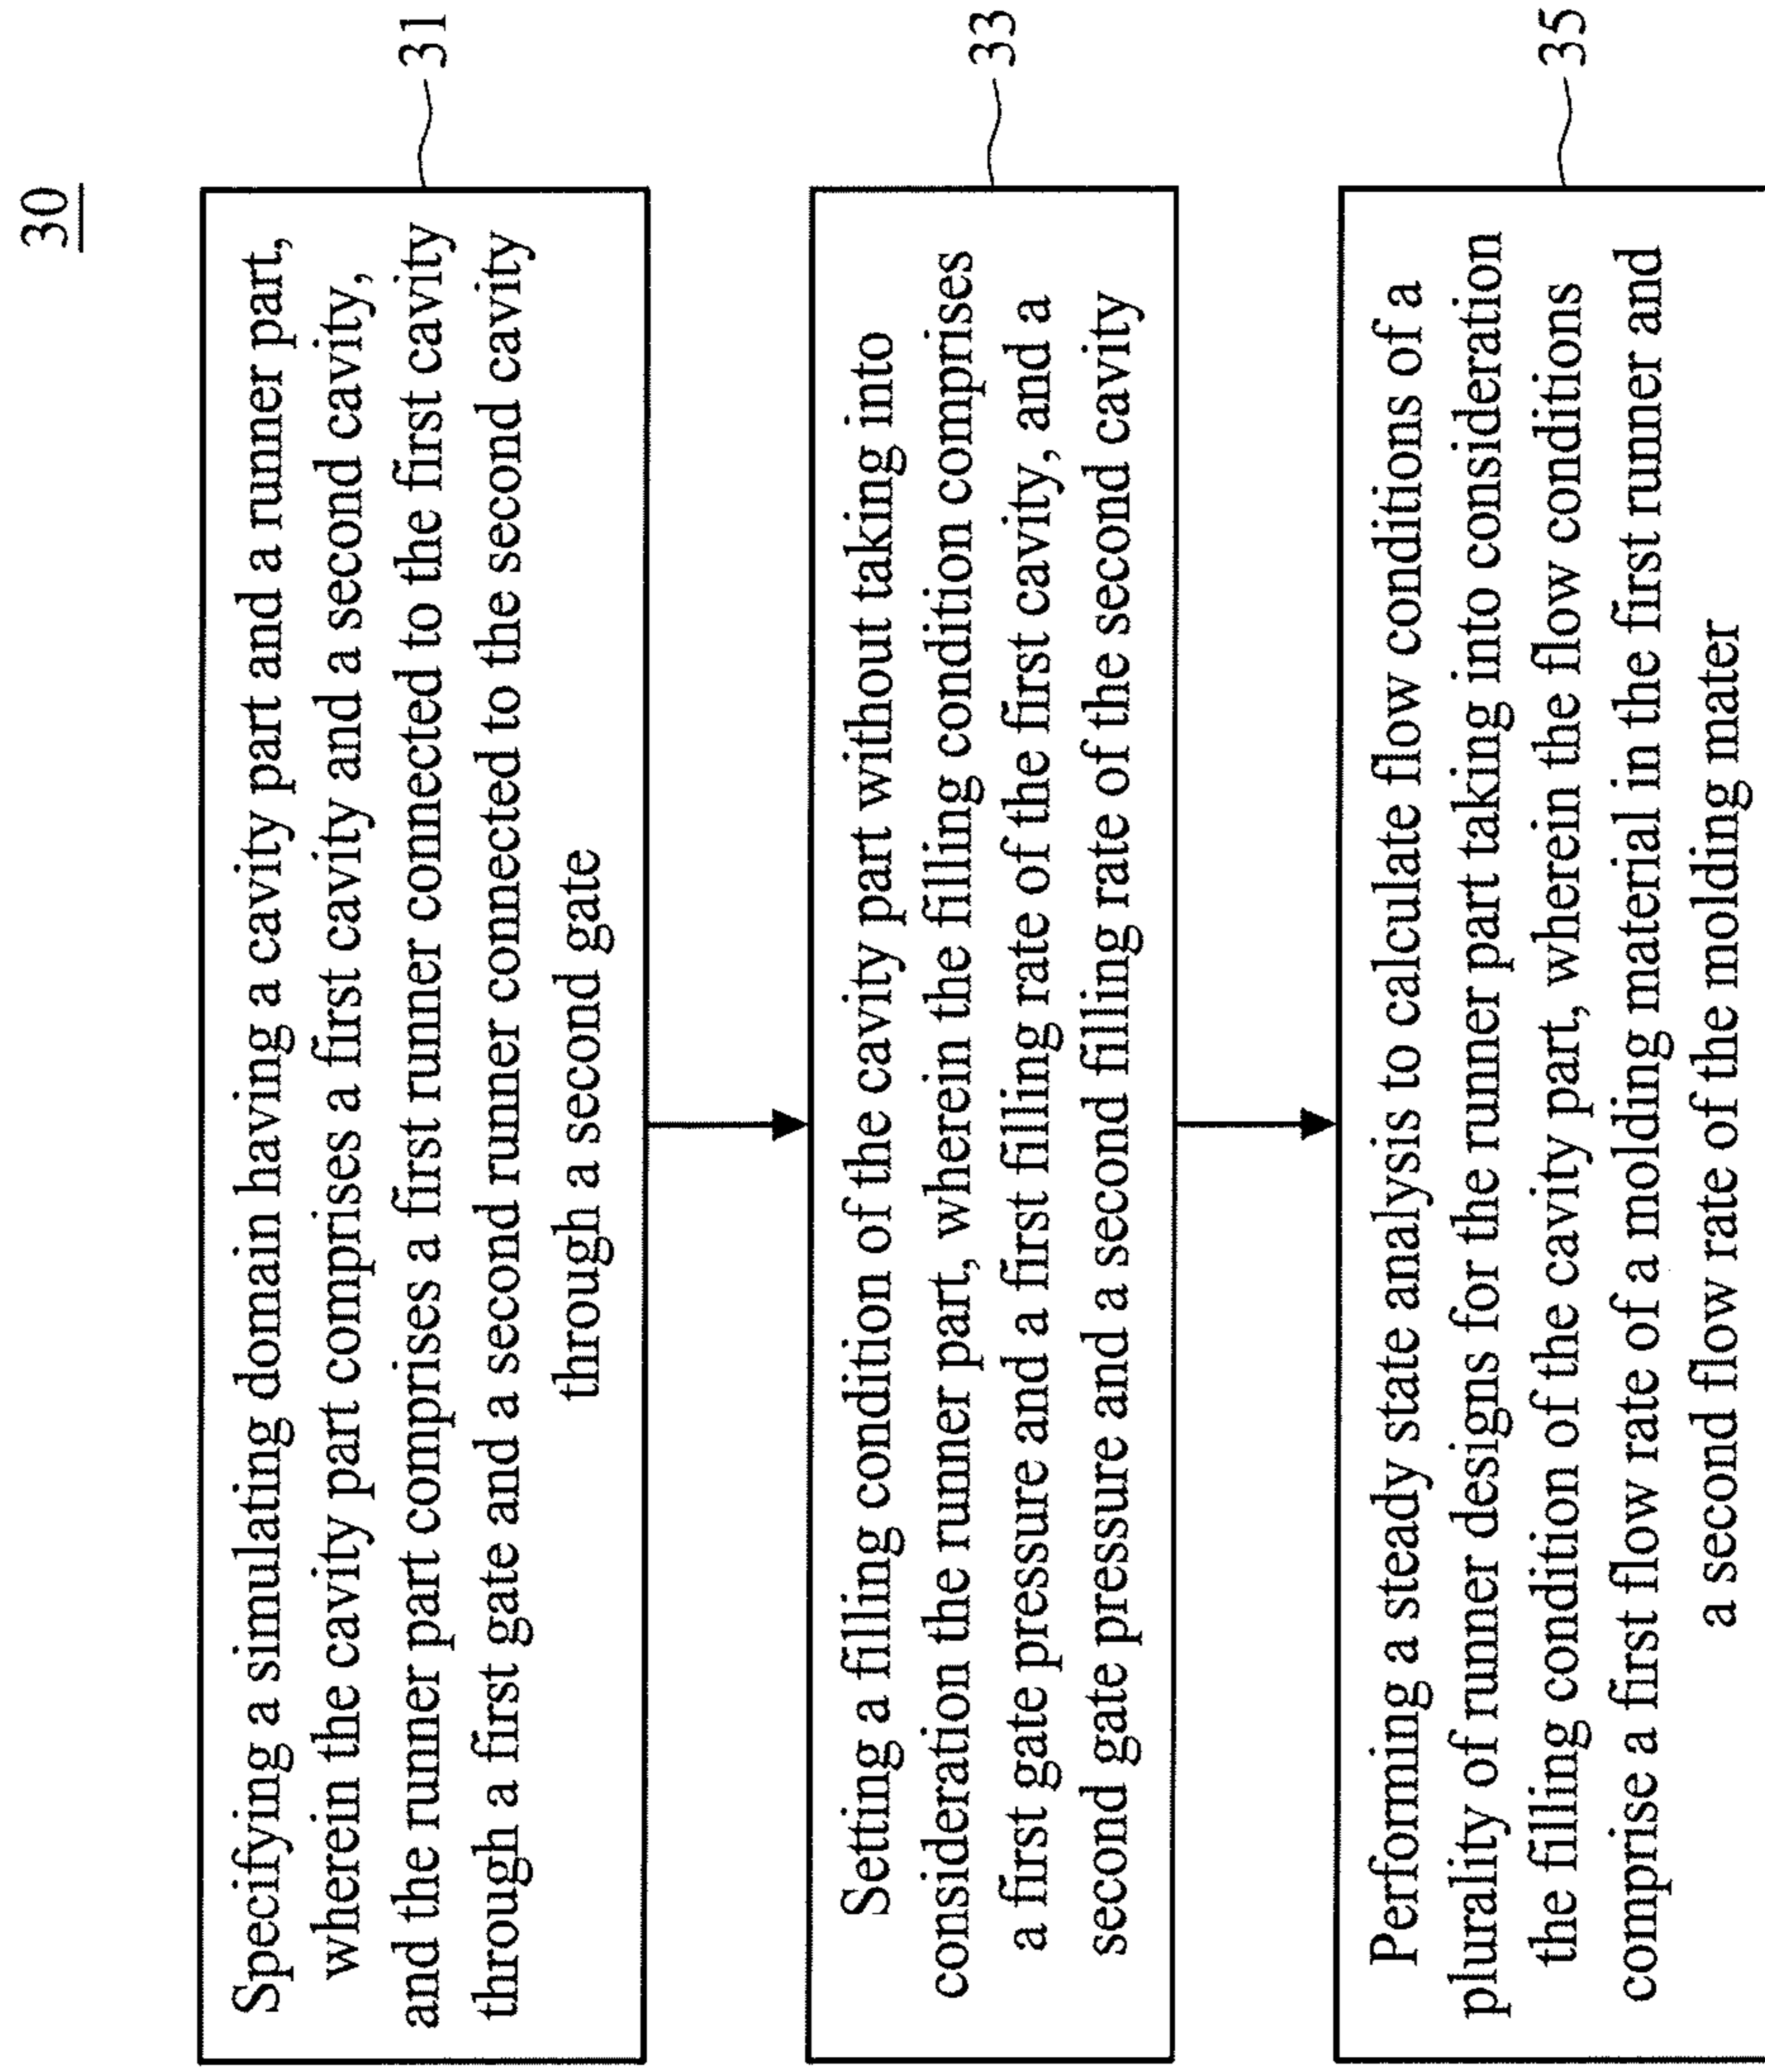 30
Specifying a simulating domain having a cavity part and a runner part,
wherein the cavity part comprises a first cavity and a second cavity,
and the runner part comprises a first runner connected to the first cavity
through a first gate and a second runner connected to the second cavity
through a second gate
31
Setting a filling condition of the cavity part without taking into
consideration the runner part, wherein the filling condition comprises
a first gate pressure and a first filling rate of the first cavity, and a
second gate pressure and a second filling rate of the second cavity
33
Performing a steady state analysis to calculate flow conditions of a
plurality of runner designs for the runner part taking into consideration
the filling condition of the cavity part, wherein the flow conditions
comprise a first flow rate of a molding material in the first runner and
a second flow rate of the molding mater
35